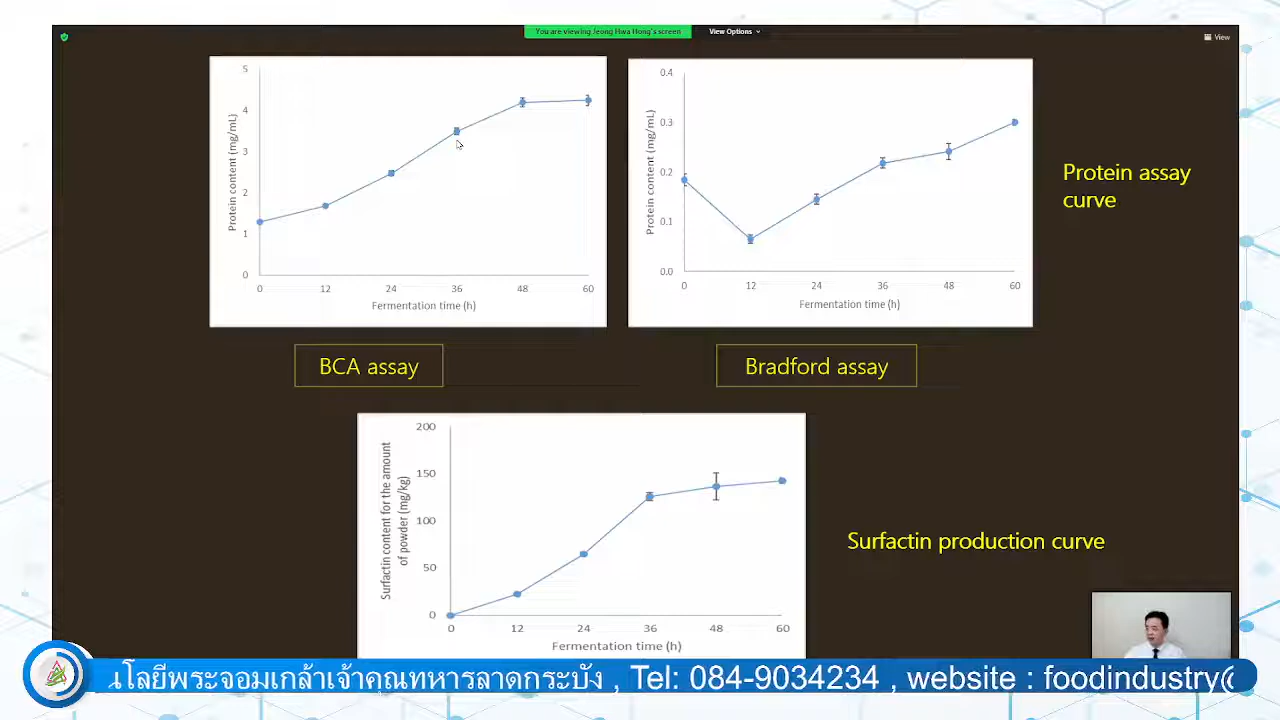 You are viewing Jeong Hwa Hong's screen
View Options
View
5
4
3
2
1
0
Protein content (mg/mL)
0 12 24 36 48 60
Fermentation time (h)
0.4
0.3
0.2
0.1
0.0
Protein content (mg/mL)
0 12 24 36 48 60
Fermentation time (h)
Protein assay
curve
BCA assay
Bradford assay
200
150
100
50
0
Surfactin content for the amount
of powder (mg/kg)
0 12 24 36 48 60
Fermentation time (h)
Surfactin production curve
โลยีพระจอมเกล้าเจ้าคุณทหารลาดกระบัง , Tel: 084-9034234 , website : foodindustry@